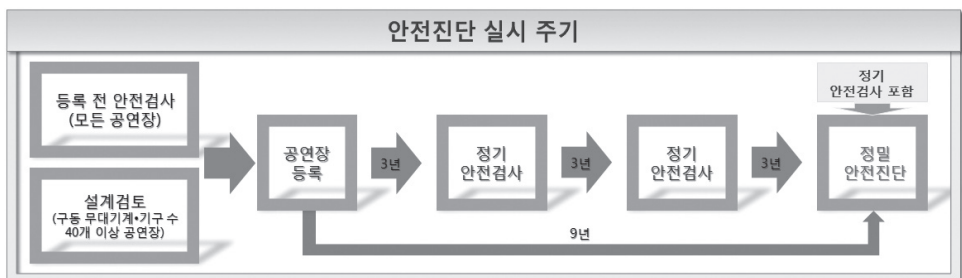 안전진단 실시 주기
등록 전 안전검사
(모든 공연장)
설계검토
(구동 무대기계•기구 수
40개 이상 공연장)
공연장
등록
3년
정기
안전검사
3년
정기
안전검사
3년
정기
안전검사 포함
정밀
안전진단
9년